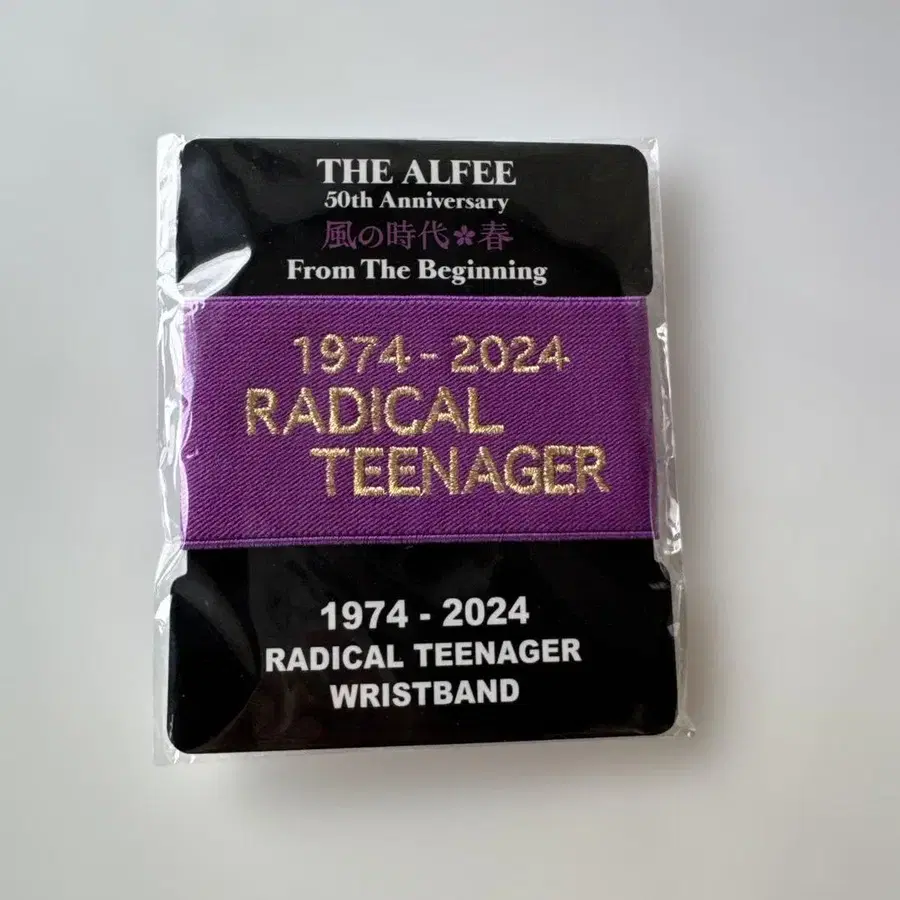 THE ALFEE
50th Anniversary
風の時代✽春
From The Beginning
1974 - 2024
RADICAL
TEENAGER
1974 - 2024
RADICAL TEENAGER
WRISTBAND